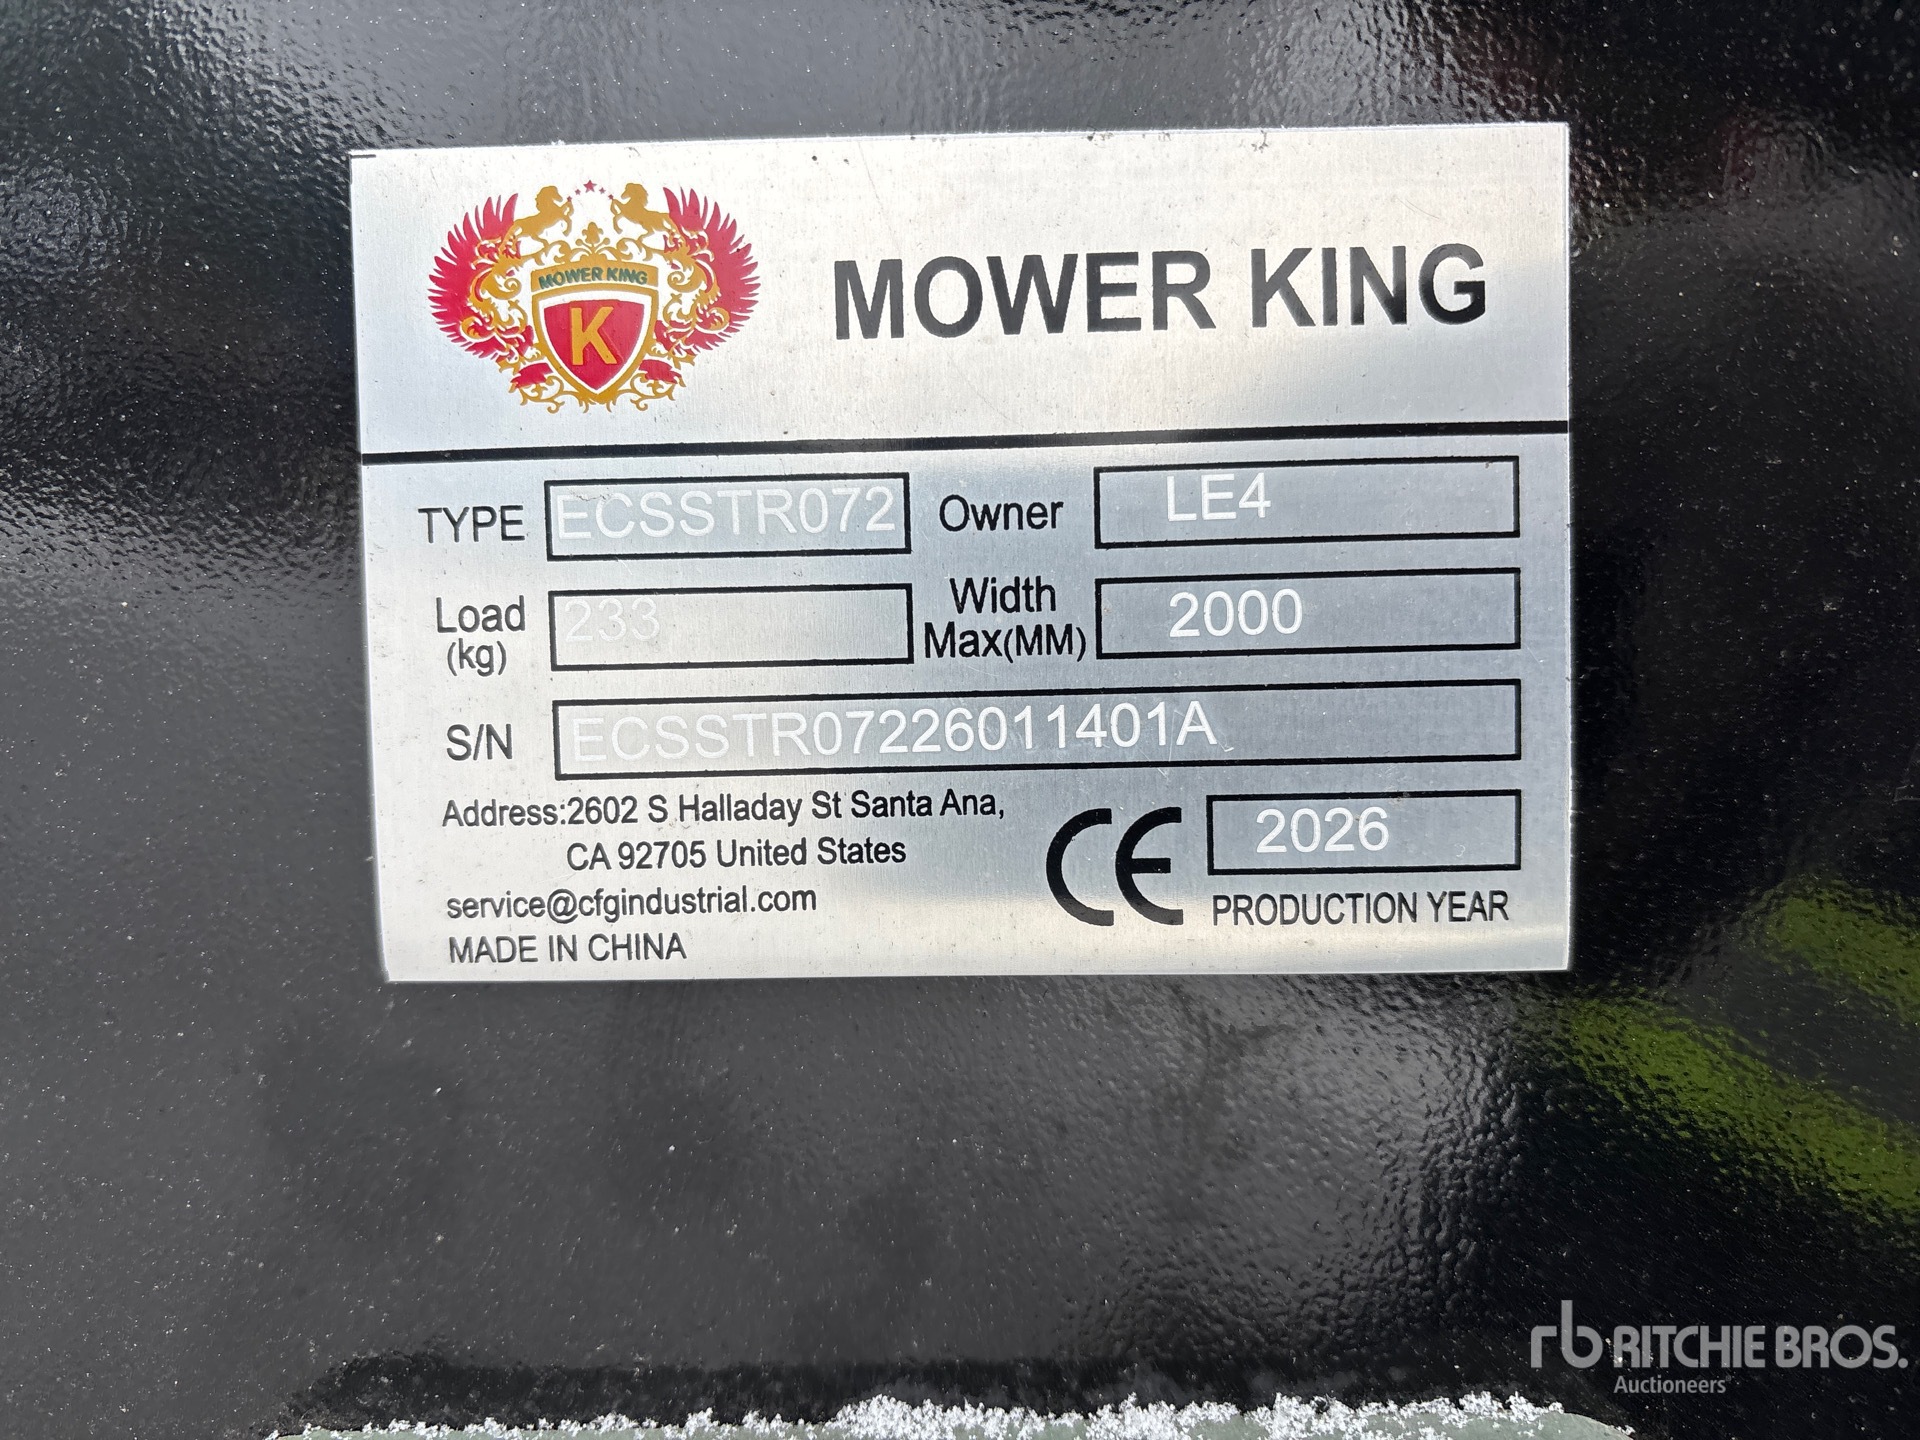 MOWER KING
K
MOWER KING
TYPE ECSSTR072 Owner LE4
Load (kg) 233 Width Max(MM) 2000
S/N ECSSTR07226011401A
Address:2602 S Halladay St Santa Ana,
CA 92705 United States
service@cfgindustrial.com
MADE IN CHINA
CE 2026
PRODUCTION YEAR
rb RITCHIE BROS.
Auctioneers